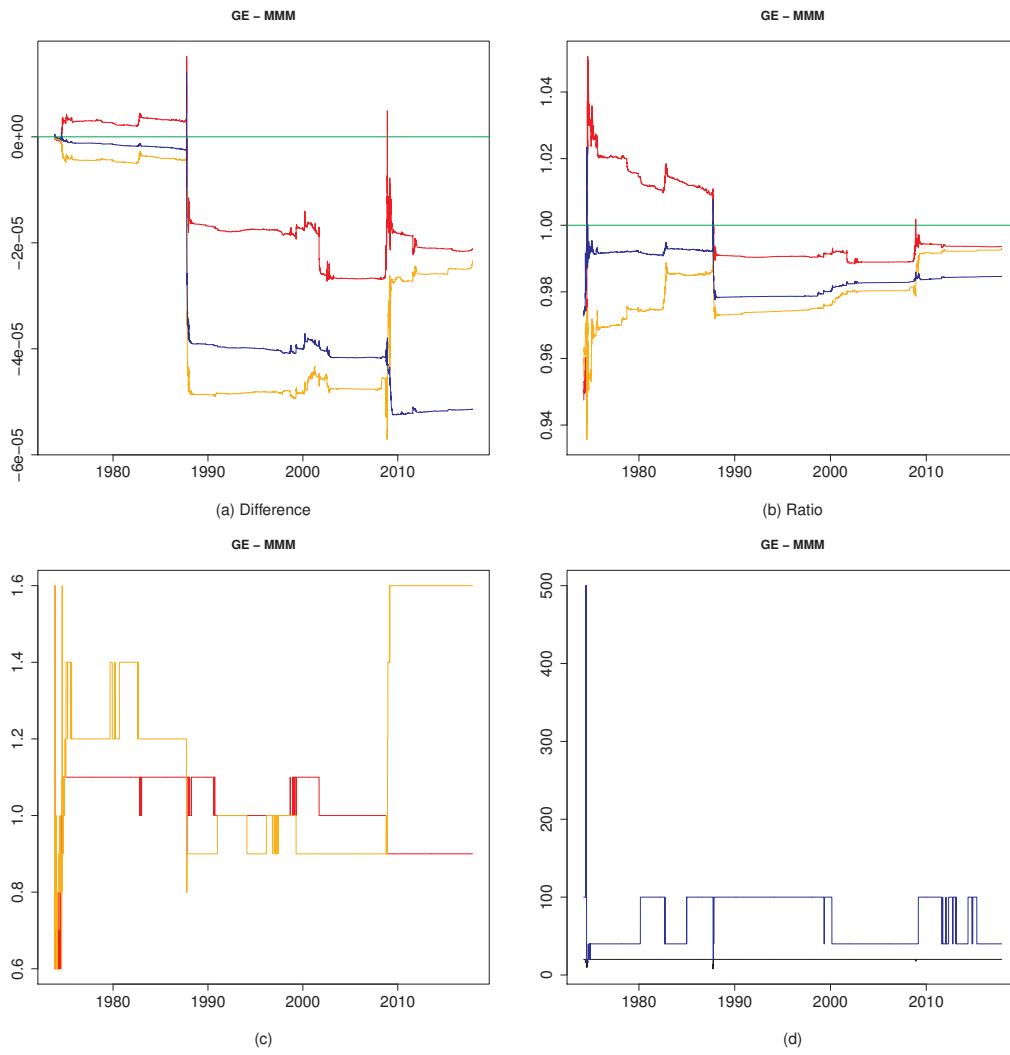 GE − MMM
0e+00
−2e−05
−4e−05
−6e−05
1980 1990 2000 2010
(a) Difference
GE − MMM
1.04
1.02
1.00
0.98
0.96
0.94
1980 1990 2000 2010
(b) Ratio
GE − MMM
1.6
1.4
1.2
1.0
0.8
0.6
1980 1990 2000 2010
(c)
GE − MMM
500
400
300
200
100
0
1980 1990 2000 2010
(d)